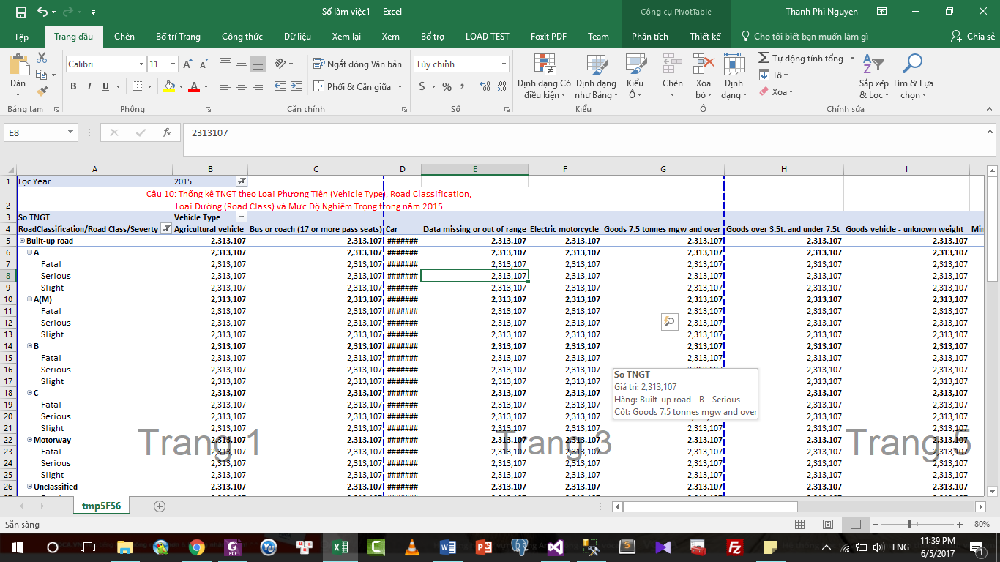 Sổ làm việc1 - Excel
Công cụ PivotTable
Thanh Phi Nguyen
Tệp Trang đầu Chèn Bố trí Trang Công thức Dữ liệu Xem lại Xem Bổ trợ LOAD TEST Foxit PDF Team Phân tích Thiết kế Cho tôi biết bạn muốn làm gì Chia sẻ
Dán
Calibri 11
B I U
Ngắt dòng Văn bản
Phối & Căn giữa
Tùy chỉnh
$ % ,
Định dạng Có điều kiện
Định dạng như Bảng
Kiểu Ô
Chèn
Xóa bỏ
Định dạng
Tự động tính tổng
Tô
Xóa
Sắp xếp & Lọc
Tìm & Lựa chọn
Bảng tạm Phông Căn chỉnh Số Kiểu Ô Chỉnh sửa
E8 fx 2313107
A B C D E F G H I
1 Lọc Year 2015
Câu 10: Thống kê TNGT theo Loại Phương Tiện (Vehicle Type), Road Classification,
2 Loại Đường (Road Class) và Mức Độ Nghiêm Trọng trong năm 2015
3 So TNGT Vehicle Type
4 RoadClassification/Road Class/Severty Agricultural vehicle Bus or coach (17 or more pass seats) Car Data missing or out of range Electric motorcycle Goods 7.5 tonnes mgw and over Goods over 3.5t. and under 7.5t Goods vehicle - unknown weight
5 Built-up road 2,313,107 2,313,107 ####### 2,313,107 2,313,107 2,313,107 2,313,107 2,313,107
6 A 2,313,107 2,313,107 ####### 2,313,107 2,313,107 2,313,107 2,313,107 2,313,107
7 Fatal 2,313,107 2,313,107 ####### 2,313,107 2,313,107 2,313,107 2,313,107 2,313,107
8 Serious 2,313,107 2,313,107 ####### 2,313,107 2,313,107 2,313,107 2,313,107 2,313,107
9 Slight 2,313,107 2,313,107 ####### 2,313,107 2,313,107 2,313,107 2,313,107 2,313,107
10 A(M) 2,313,107 2,313,107 ####### 2,313,107 2,313,107 2,313,107 2,313,107 2,313,107
11 Fatal 2,313,107 2,313,107 ####### 2,313,107 2,313,107 2,313,107 2,313,107 2,313,107
12 Serious 2,313,107 2,313,107 ####### 2,313,107 2,313,107 2,313,107 2,313,107 2,313,107
13 Slight 2,313,107 2,313,107 ####### 2,313,107 2,313,107 2,313,107 2,313,107 2,313,107
14 B 2,313,107 2,313,107 ####### 2,313,107 2,313,107 2,313,107 2,313,107 2,313,107
15 Fatal 2,313,107 2,313,107 ####### 2,313,107 2,313,107 2,313,107 2,313,107 2,313,107
16 Serious 2,313,107 2,313,107 ####### 2,313,107 2,313,107 2,313,107 2,313,107
17 Slight 2,313,107 2,313,107 ####### 2,313,107 2,313,107 2,313,107 2,313,107
18 C 2,313,107 2,313,107 ####### 2,313,107 2,313,107 2,313,107 2,313,107
19 Fatal 2,313,107 2,313,107 ####### 2,313,107 2,313,107 2,313,107 2,313,107
20 Serious 2,313,107 2,313,107 ####### 2,313,107 2,313,107 2,313,107 2,313,107
21 Slight 2,313,107 2,313,107 ####### 2,313,107 2,313,107 2,313,107 2,313,107 2,313,107
22 Motorway 2,313,107 2,313,107 ####### 2,313,107 2,313,107 2,313,107 2,313,107 2,313,107
23 Fatal 2,313,107 2,313,107 ####### 2,313,107 2,313,107 2,313,107 2,313,107 2,313,107
24 Serious 2,313,107 2,313,107 ####### 2,313,107 2,313,107 2,313,107 2,313,107 2,313,107
25 Slight 2,313,107 2,313,107 ####### 2,313,107 2,313,107 2,313,107 2,313,107 2,313,107
26 Unclassified 2,313,107 2,313,107 ####### 2,313,107 2,313,107 2,313,107 2,313,107 2,313,107
So TNGT
Giá trị: 2,313,107
Hàng: Built-up road - B - Serious
Cột: Goods 7.5 tonnes mgw and over
Trang 1 Trang 3 Trang 5
tmp5F56
Sẵn sàng
80%
ENG
11:39 PM
6/5/2017